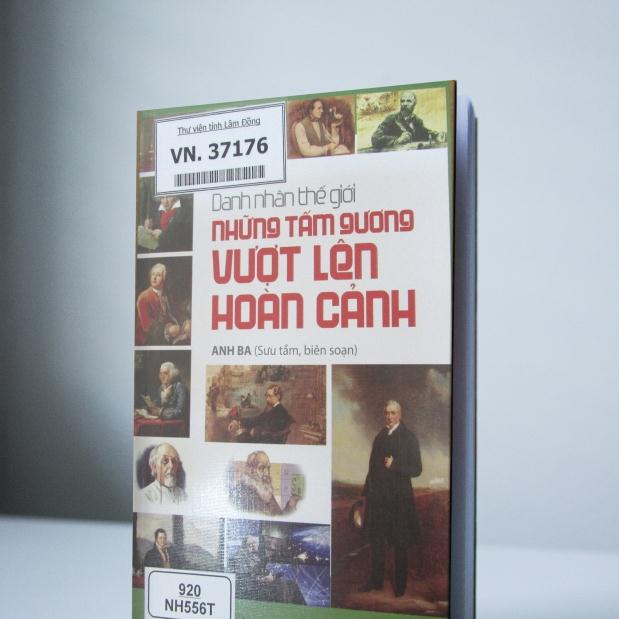 Thư viện tỉnh Lâm Đồng
VN. 37176
Danh nhân thế giới
NHỮNG TẤM GƯƠNG
VƯỢT LÊN
HOÀN CẢNH
ANH BA (Sưu tầm, biên soạn)
920
NH556T